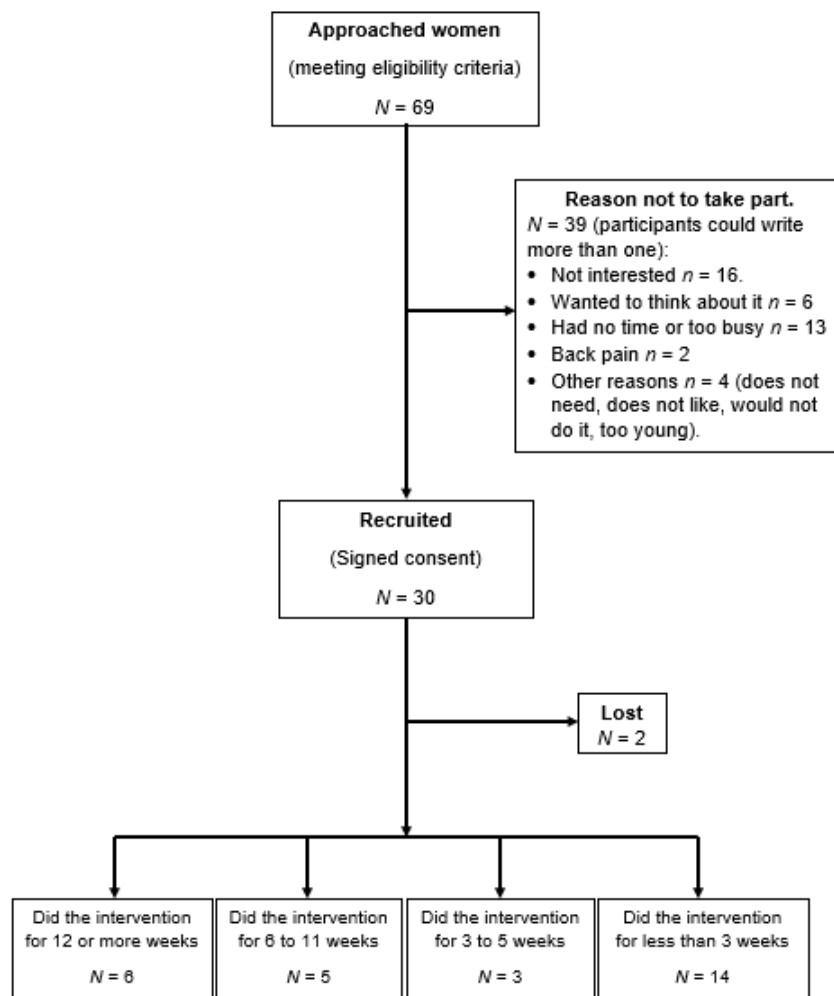 Approached women
(meeting eligibility criteria)
N = 69
Reason not to take part.
N = 39 (participants could write
more than one):
• Not interested n = 16.
• Wanted to think about it n = 6
• Had no time or too busy n = 13
• Back pain n = 2
• Other reasons n = 4 (does not
need, does not like, would not
do it, too young).
Recruited
(Signed consent)
N = 30
Lost
N = 2
Did the intervention
for 12 or more weeks
N = 6
Did the intervention
for 6 to 11 weeks
N = 5
Did the intervention
for 3 to 5 weeks
N = 3
Did the intervention
for less than 3 weeks
N = 14